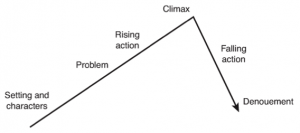 Climax
Rising
action
Problem
Falling
action
Setting and
characters
Denouement